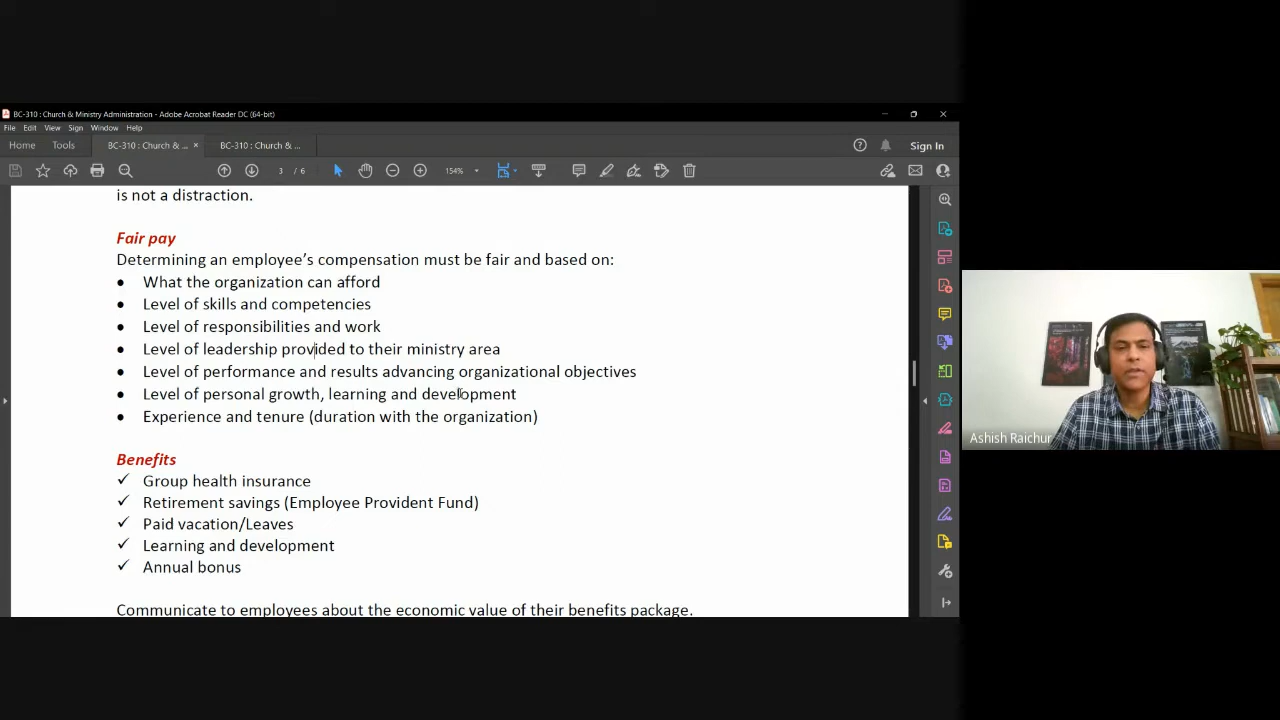 BC-310 : Church & Ministry Administration - Adobe Acrobat Reader DC (64-bit)
File Edit View Sign Window Help
Home Tools BC-310 : Church & ... × BC-310 : Church & ... Sign In
3 / 6 154%
is not a distraction.
Fair pay
Determining an employee’s compensation must be fair and based on:
• What the organization can afford
• Level of skills and competencies
• Level of responsibilities and work
• Level of leadership provided to their ministry area
• Level of performance and results advancing organizational objectives
• Level of personal growth, learning and development
• Experience and tenure (duration with the organization)
Benefits
✓ Group health insurance
✓ Retirement savings (Employee Provident Fund)
✓ Paid vacation/Leaves
✓ Learning and development
✓ Annual bonus
Communicate to employees about the economic value of their benefits package.
Ashish Raichur